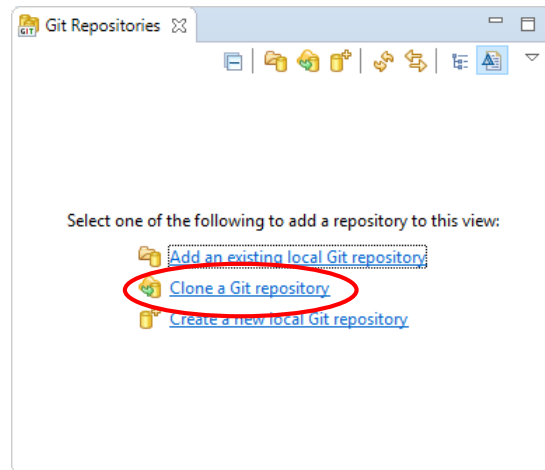 GIT Git Repositories
Select one of the following to add a repository to this view:
Add an existing local Git repository
Clone a Git repository
Create a new local Git repository